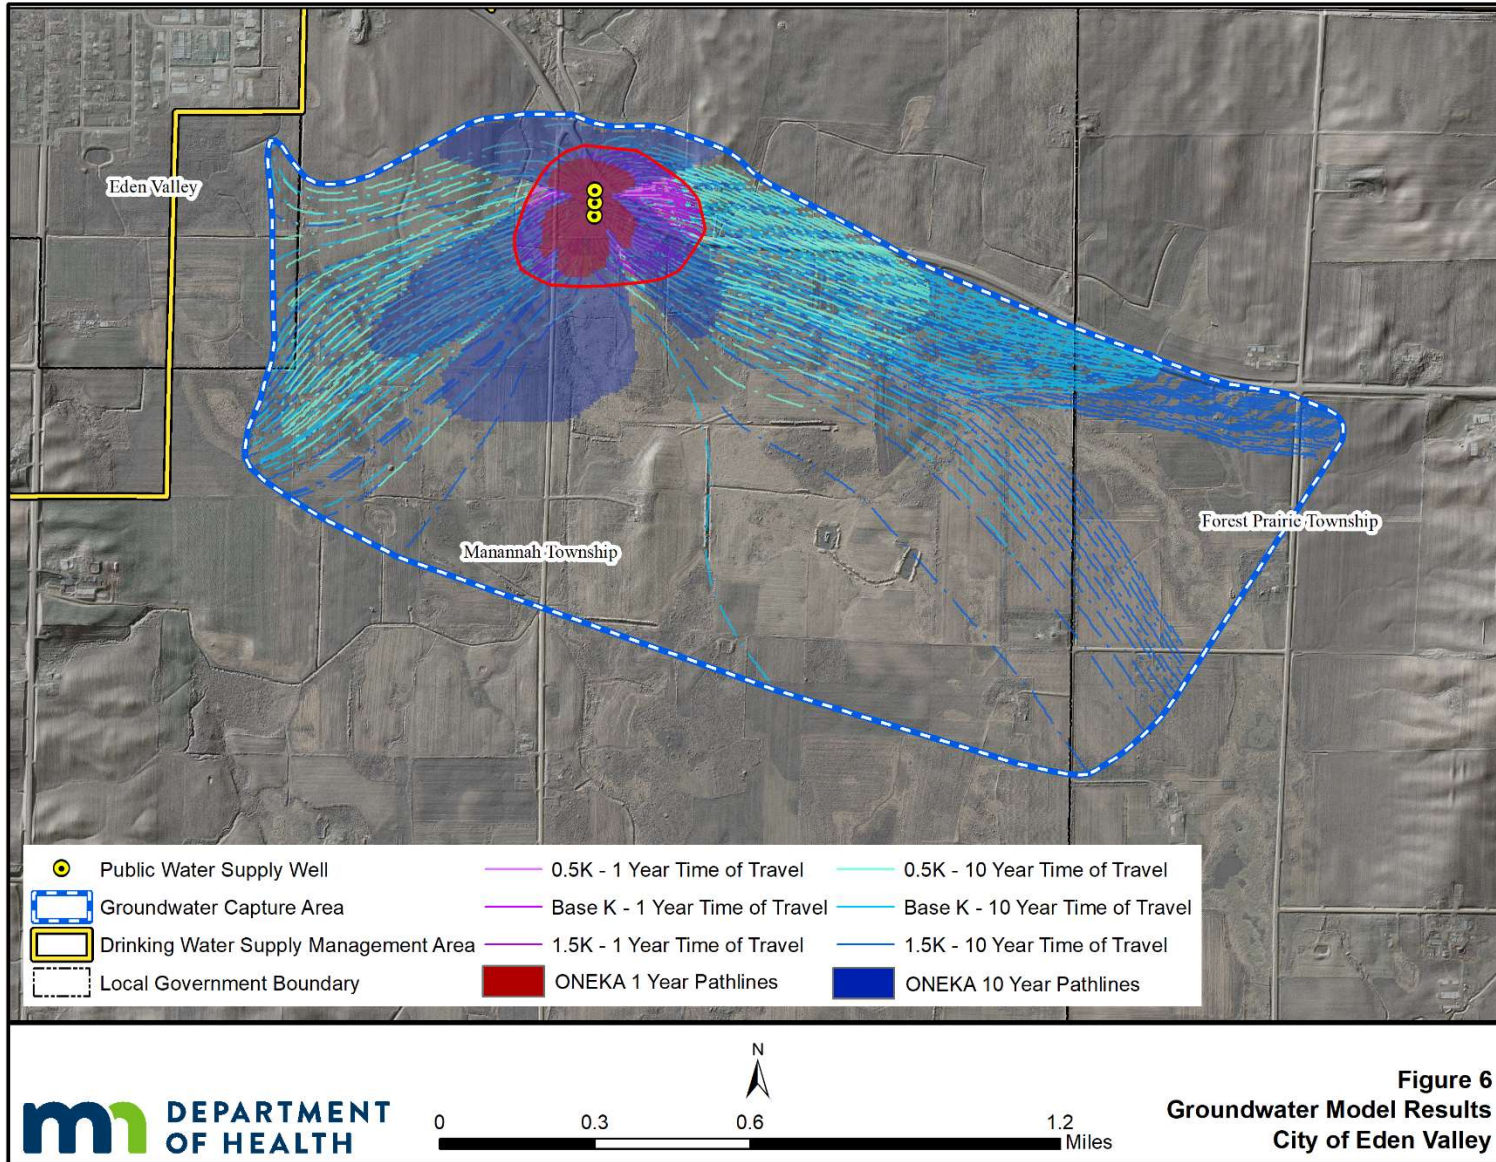 Eden Valley
Forest Prairie Township
Manannah Township
Public Water Supply Well
Groundwater Capture Area
Drinking Water Supply Management Area
Local Government Boundary
0.5K - 1 Year Time of Travel
Base K - 1 Year Time of Travel
1.5K - 1 Year Time of Travel
ONEKA 1 Year Pathlines
0.5K - 10 Year Time of Travel
Base K - 10 Year Time of Travel
1.5K - 10 Year Time of Travel
ONEKA 10 Year Pathlines
mn DEPARTMENT
OF HEALTH
N
0 0.3 0.6 1.2
Miles
Figure 6
Groundwater Model Results
City of Eden Valley